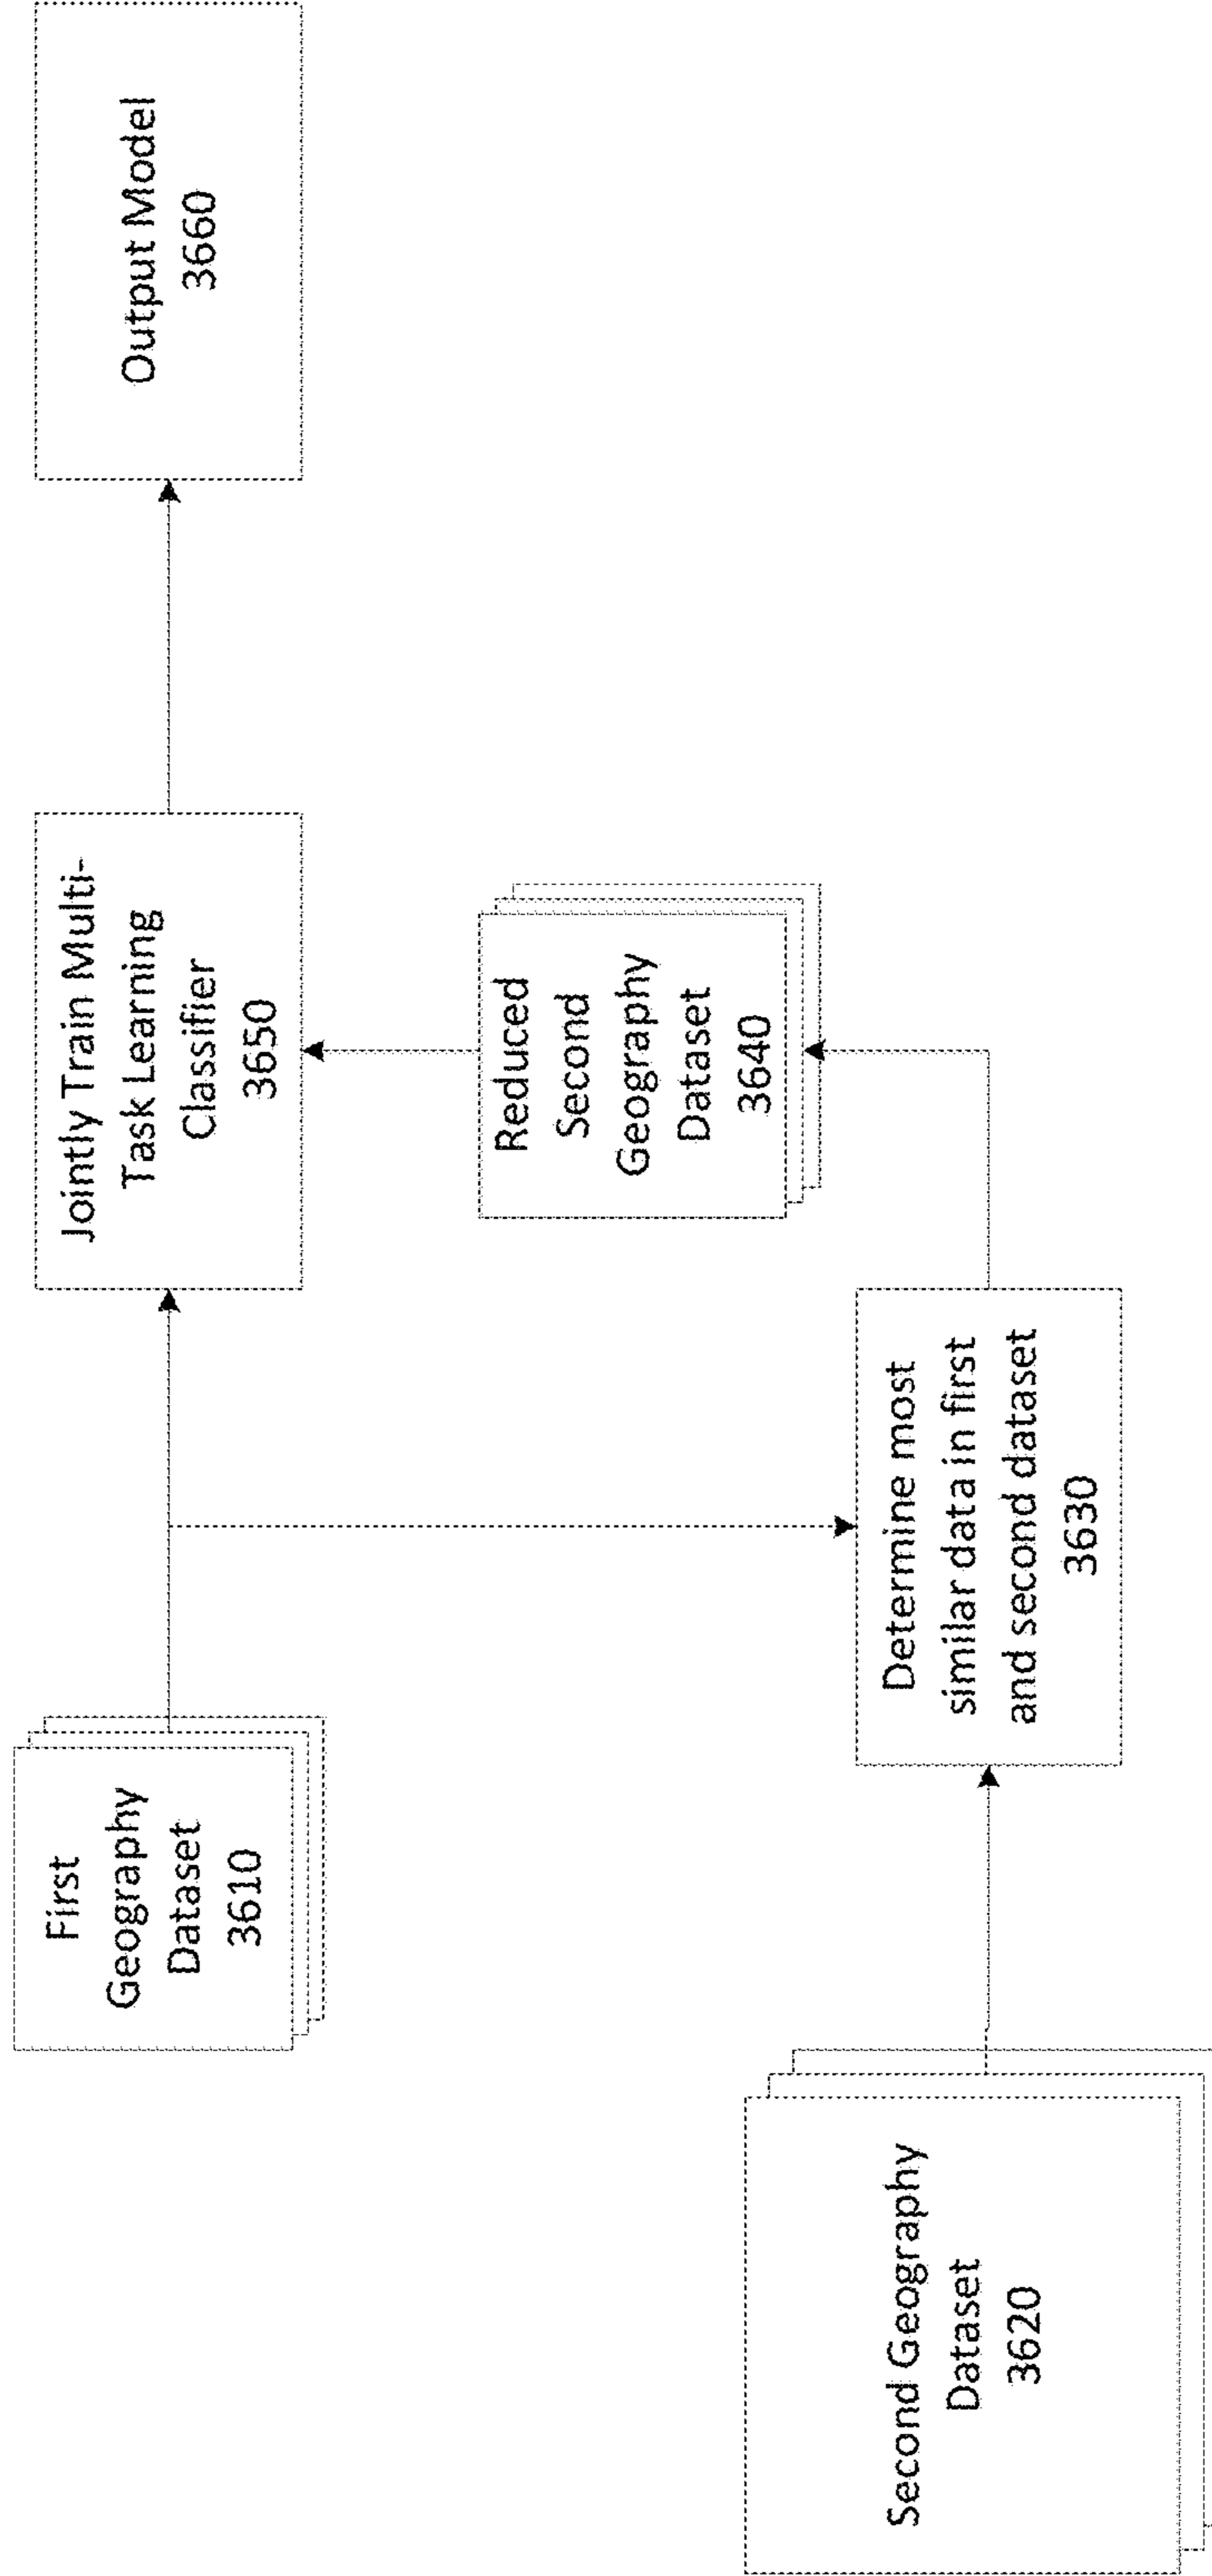 First
Geography
Dataset
3610
Jointly Train Multi-
Task Learning
Classifier
3650
Output Model
3660
Reduced
Second
Geography
Dataset
3640
Second Geography
Dataset
3620
Determine most
similar data in first
and second dataset
3630